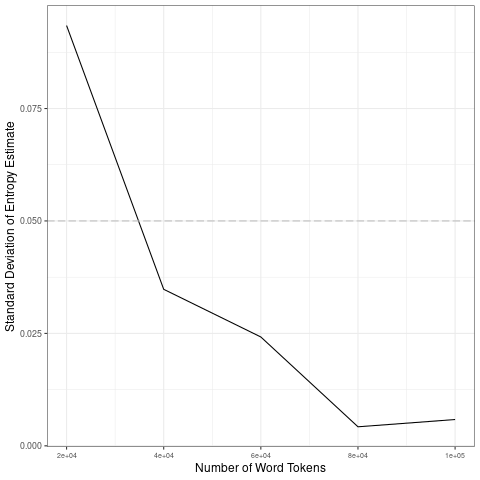 Standard Deviation of Entropy Estimate
0.075
0.050
0.025
0.000
2e+04 4e+04 6e+04 8e+04 1e+05
Number of Word Tokens